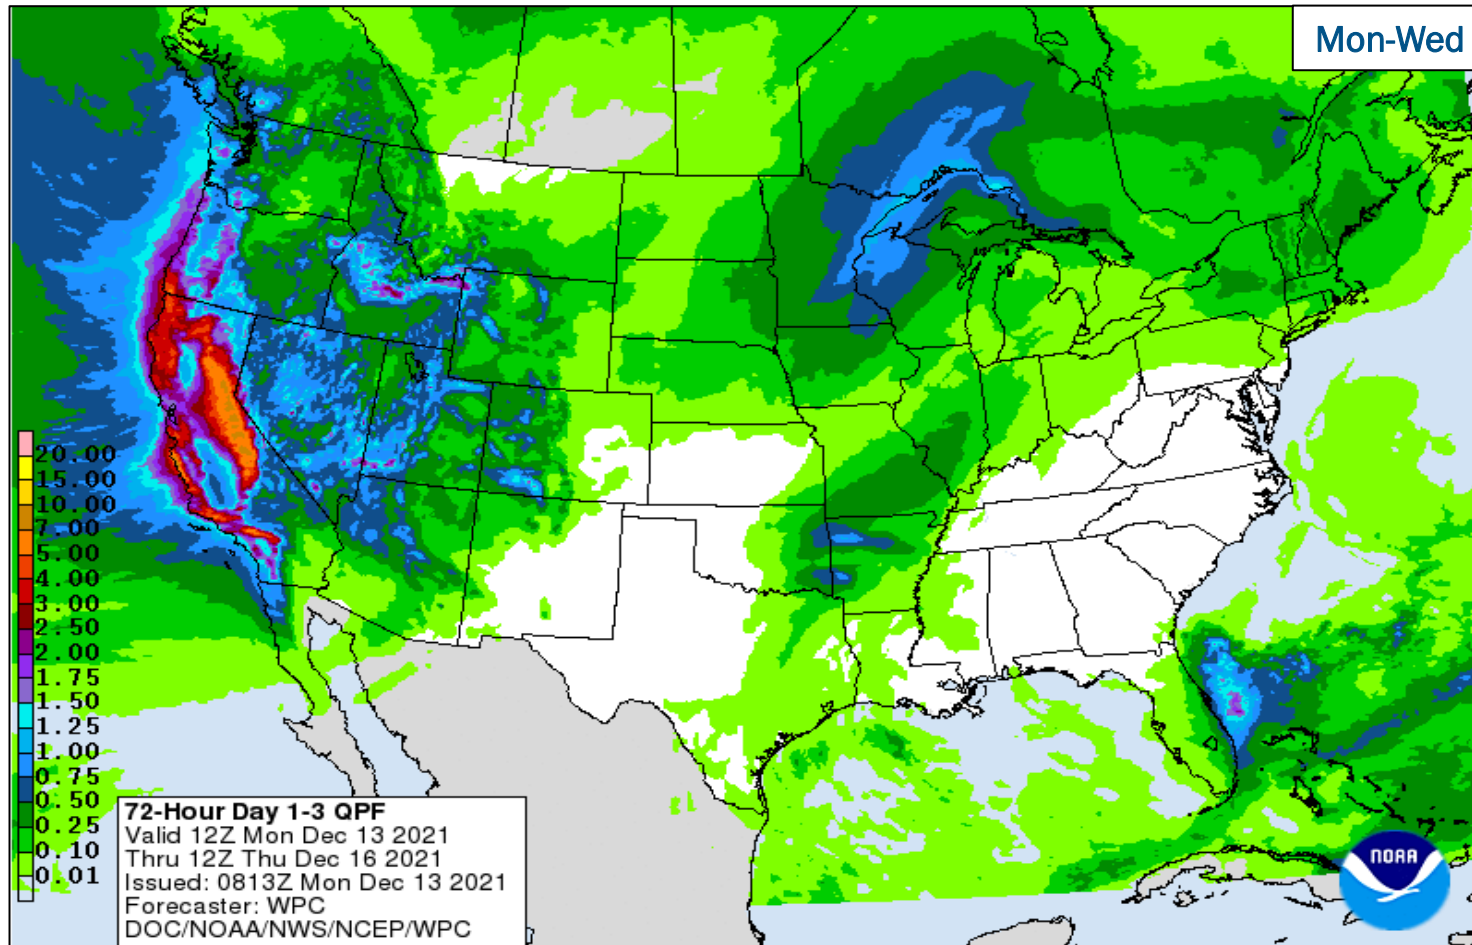 Mon-Wed
20.00
15.00
10.00
7.00
5.00
4.00
3.00
2.50
2.00
1.75
1.50
1.25
1.00
0.75
0.50
0.25
0.10
0.01
72-Hour Day 1-3 QPF
Valid 12Z Mon Dec 13 2021
Thru 12Z Thu Dec 16 2021
Issued: 0813Z Mon Dec 13 2021
Forecaster: WPC
DOC/NOAA/NWS/NCEP/WPC
NOAA